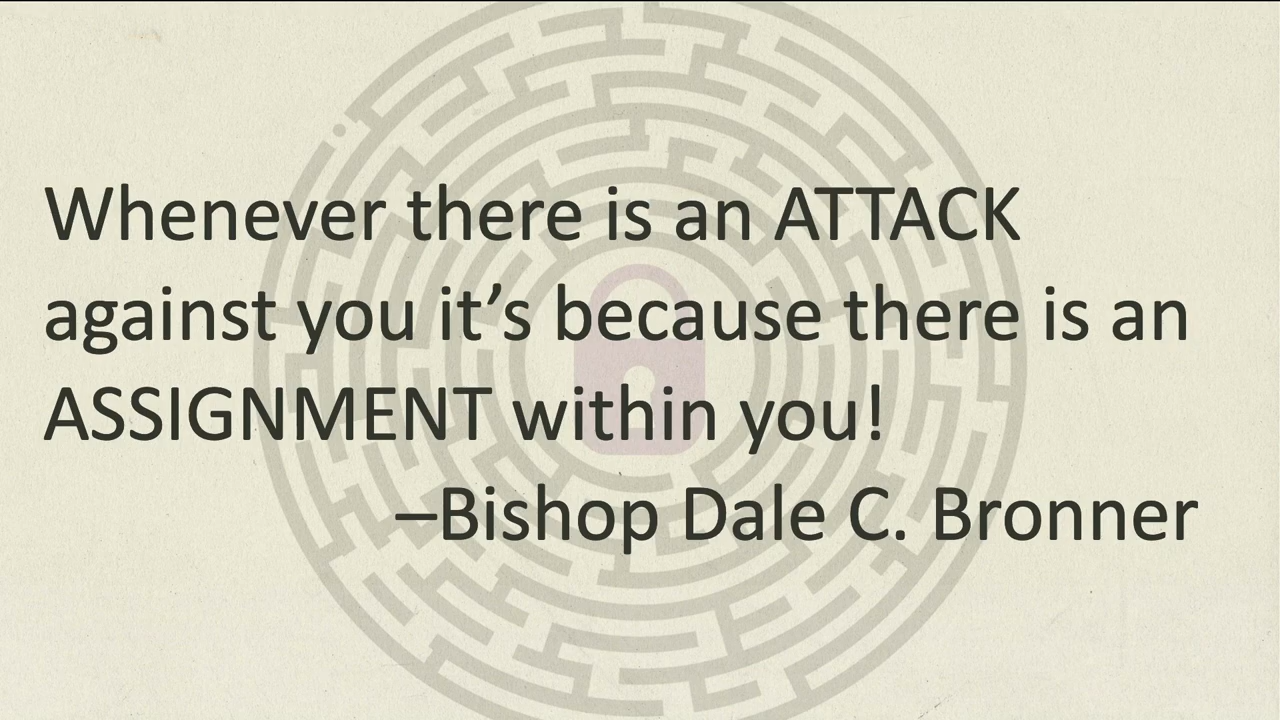 Whenever there is an ATTACK
against you it’s because there is an
ASSIGNMENT within you!
–Bishop Dale C. Bronner